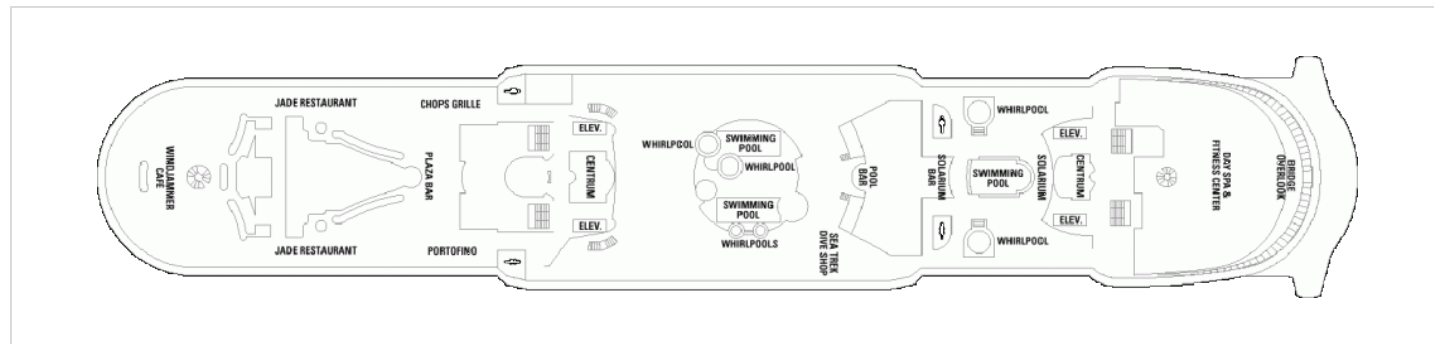 JADE RESTAURANT
CHOPS GRILLE
WINDJAMMER
CAFÉ
PLAZA BAR
JADE RESTAURANT
PORTOFINO
ELEV.
CENTRUM
ELEV.
WHIRLPOOL
SWIMMING
POOL
WHIRLPOOL
SWIMMING
POOL
WHIRLPOOLS
POOL
BAR
SEA TREK
DIVE SHOP
SOLARIUM
BAR
WHIRLPOOL
SWIMMING
POOL
WHIRLPOOL
SOLARIUM
ELEV.
CENTRUM
ELEV.
DAY SPA &
FITNESS CENTER
BRIDGE
OVERLOOK